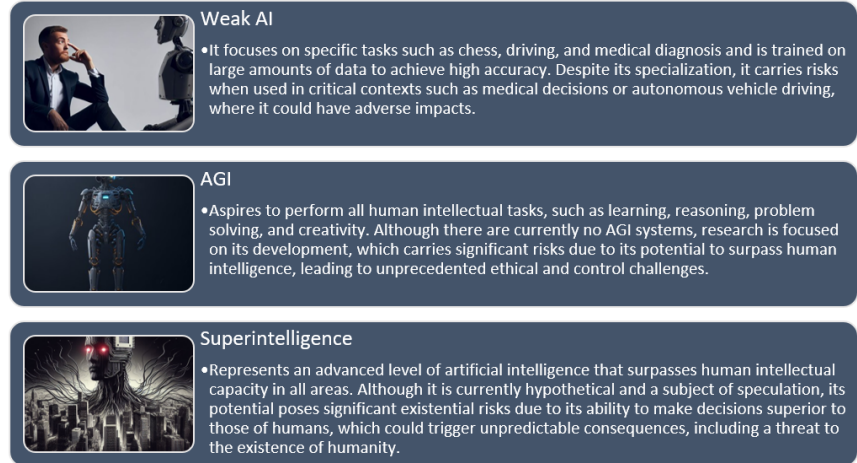 Weak AI
•It focuses on specific tasks such as chess, driving, and medical diagnosis and is trained on
large amounts of data to achieve high accuracy. Despite its specialization, it carries risks
when used in critical contexts such as medical decisions or autonomous vehicle driving,
where it could have adverse impacts.
AGI
•Aspires to perform all human intellectual tasks, such as learning, reasoning, problem
solving, and creativity. Although there are currently no AGI systems, research is focused
on its development, which carries significant risks due to its potential to surpass human
intelligence, leading to unprecedented ethical and control challenges.
Superintelligence
•Represents an advanced level of artificial intelligence that surpasses human intellectual
capacity in all areas. Although it is currently hypothetical and a subject of speculation, its
potential poses significant existential risks due to its ability to make decisions superior to
those of humans, which could trigger unpredictable consequences, including a threat to
the existence of humanity.